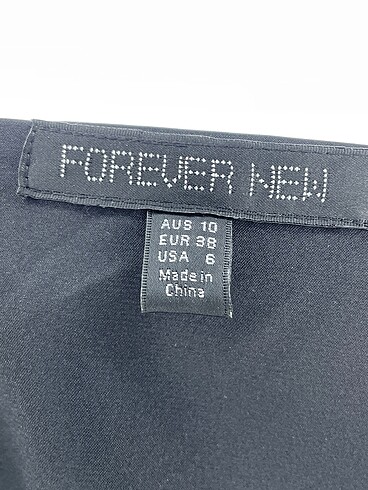 FOREVER NEW
AUS 10
EUR 38
USA 6
Made in
China